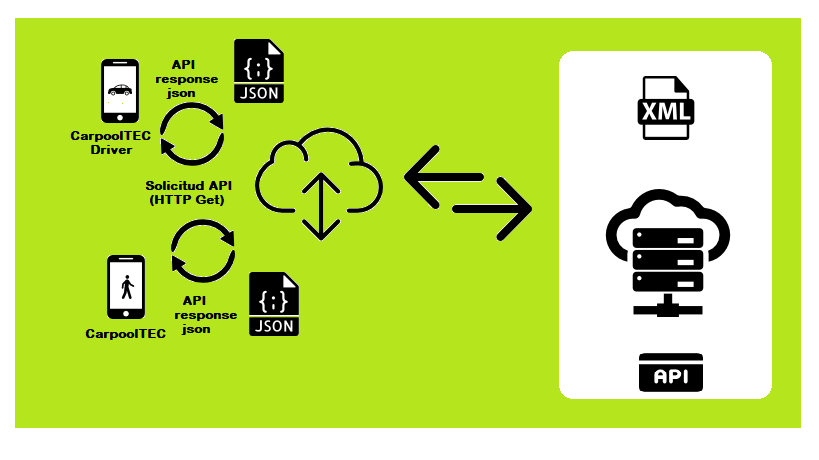 API
response
json
{;}
JSON
CarpoolTEC
Driver
Solicitud API
(HTTP Get)
API
response
json
{;}
JSON
CarpoolTEC
XML
API